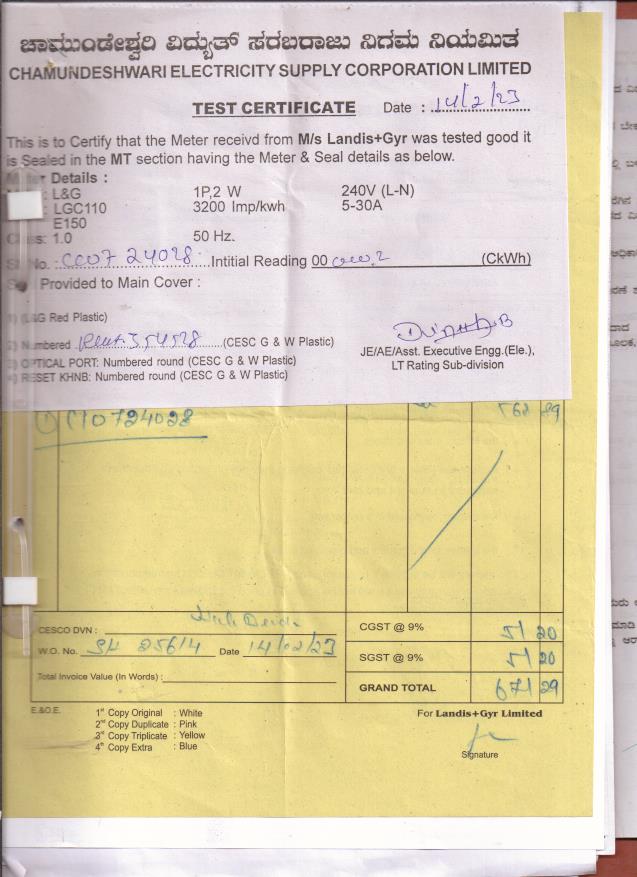 ಚಾಮುಂಡೇಶ್ವರಿ ವಿದ್ಯುತ್ ಸರಬರಾಜು ನಿಗಮ ನಿಯಮಿತ
CHAMUNDESHWARI ELECTRICITY SUPPLY CORPORATION LIMITED
TEST CERTIFICATE Date : 14/2/23
This is to Certify that the Meter receivd from M/s Landis+Gyr was tested good it
is Sealed in the MT section having the Meter & Seal details as below.
Details :
: L&G 1P,2 W 240V (L-N)
: LGC110 3200 Imp/kwh 5-30A
E150
Class: 1.0 50 Hz.
No. 24028 Intitial Reading 00 (CkWh)
Provided to Main Cover :
(L&G Red Plastic)
Numbered 354528 (CESC G & W Plastic)
OPTICAL PORT: Numbered round (CESC G & W Plastic)
RESET KHNB: Numbered round (CESC G & W Plastic)
JE/AE/Asst. Executive Engg.(Ele.),
LT Rating Sub-division
724028 568 89
CESCO DVN :
CGST @ 9% 51 20
W.O. No. 25614 Date 14/02/23
SGST @ 9% 51 20
Total Invoice Value (In Words) :
GRAND TOTAL 671 29
E.&O.E.
1st Copy Original : White
2nd Copy Duplicate : Pink
3rd Copy Triplicate : Yellow
4th Copy Extra : Blue
For Landis+Gyr Limited
Signature